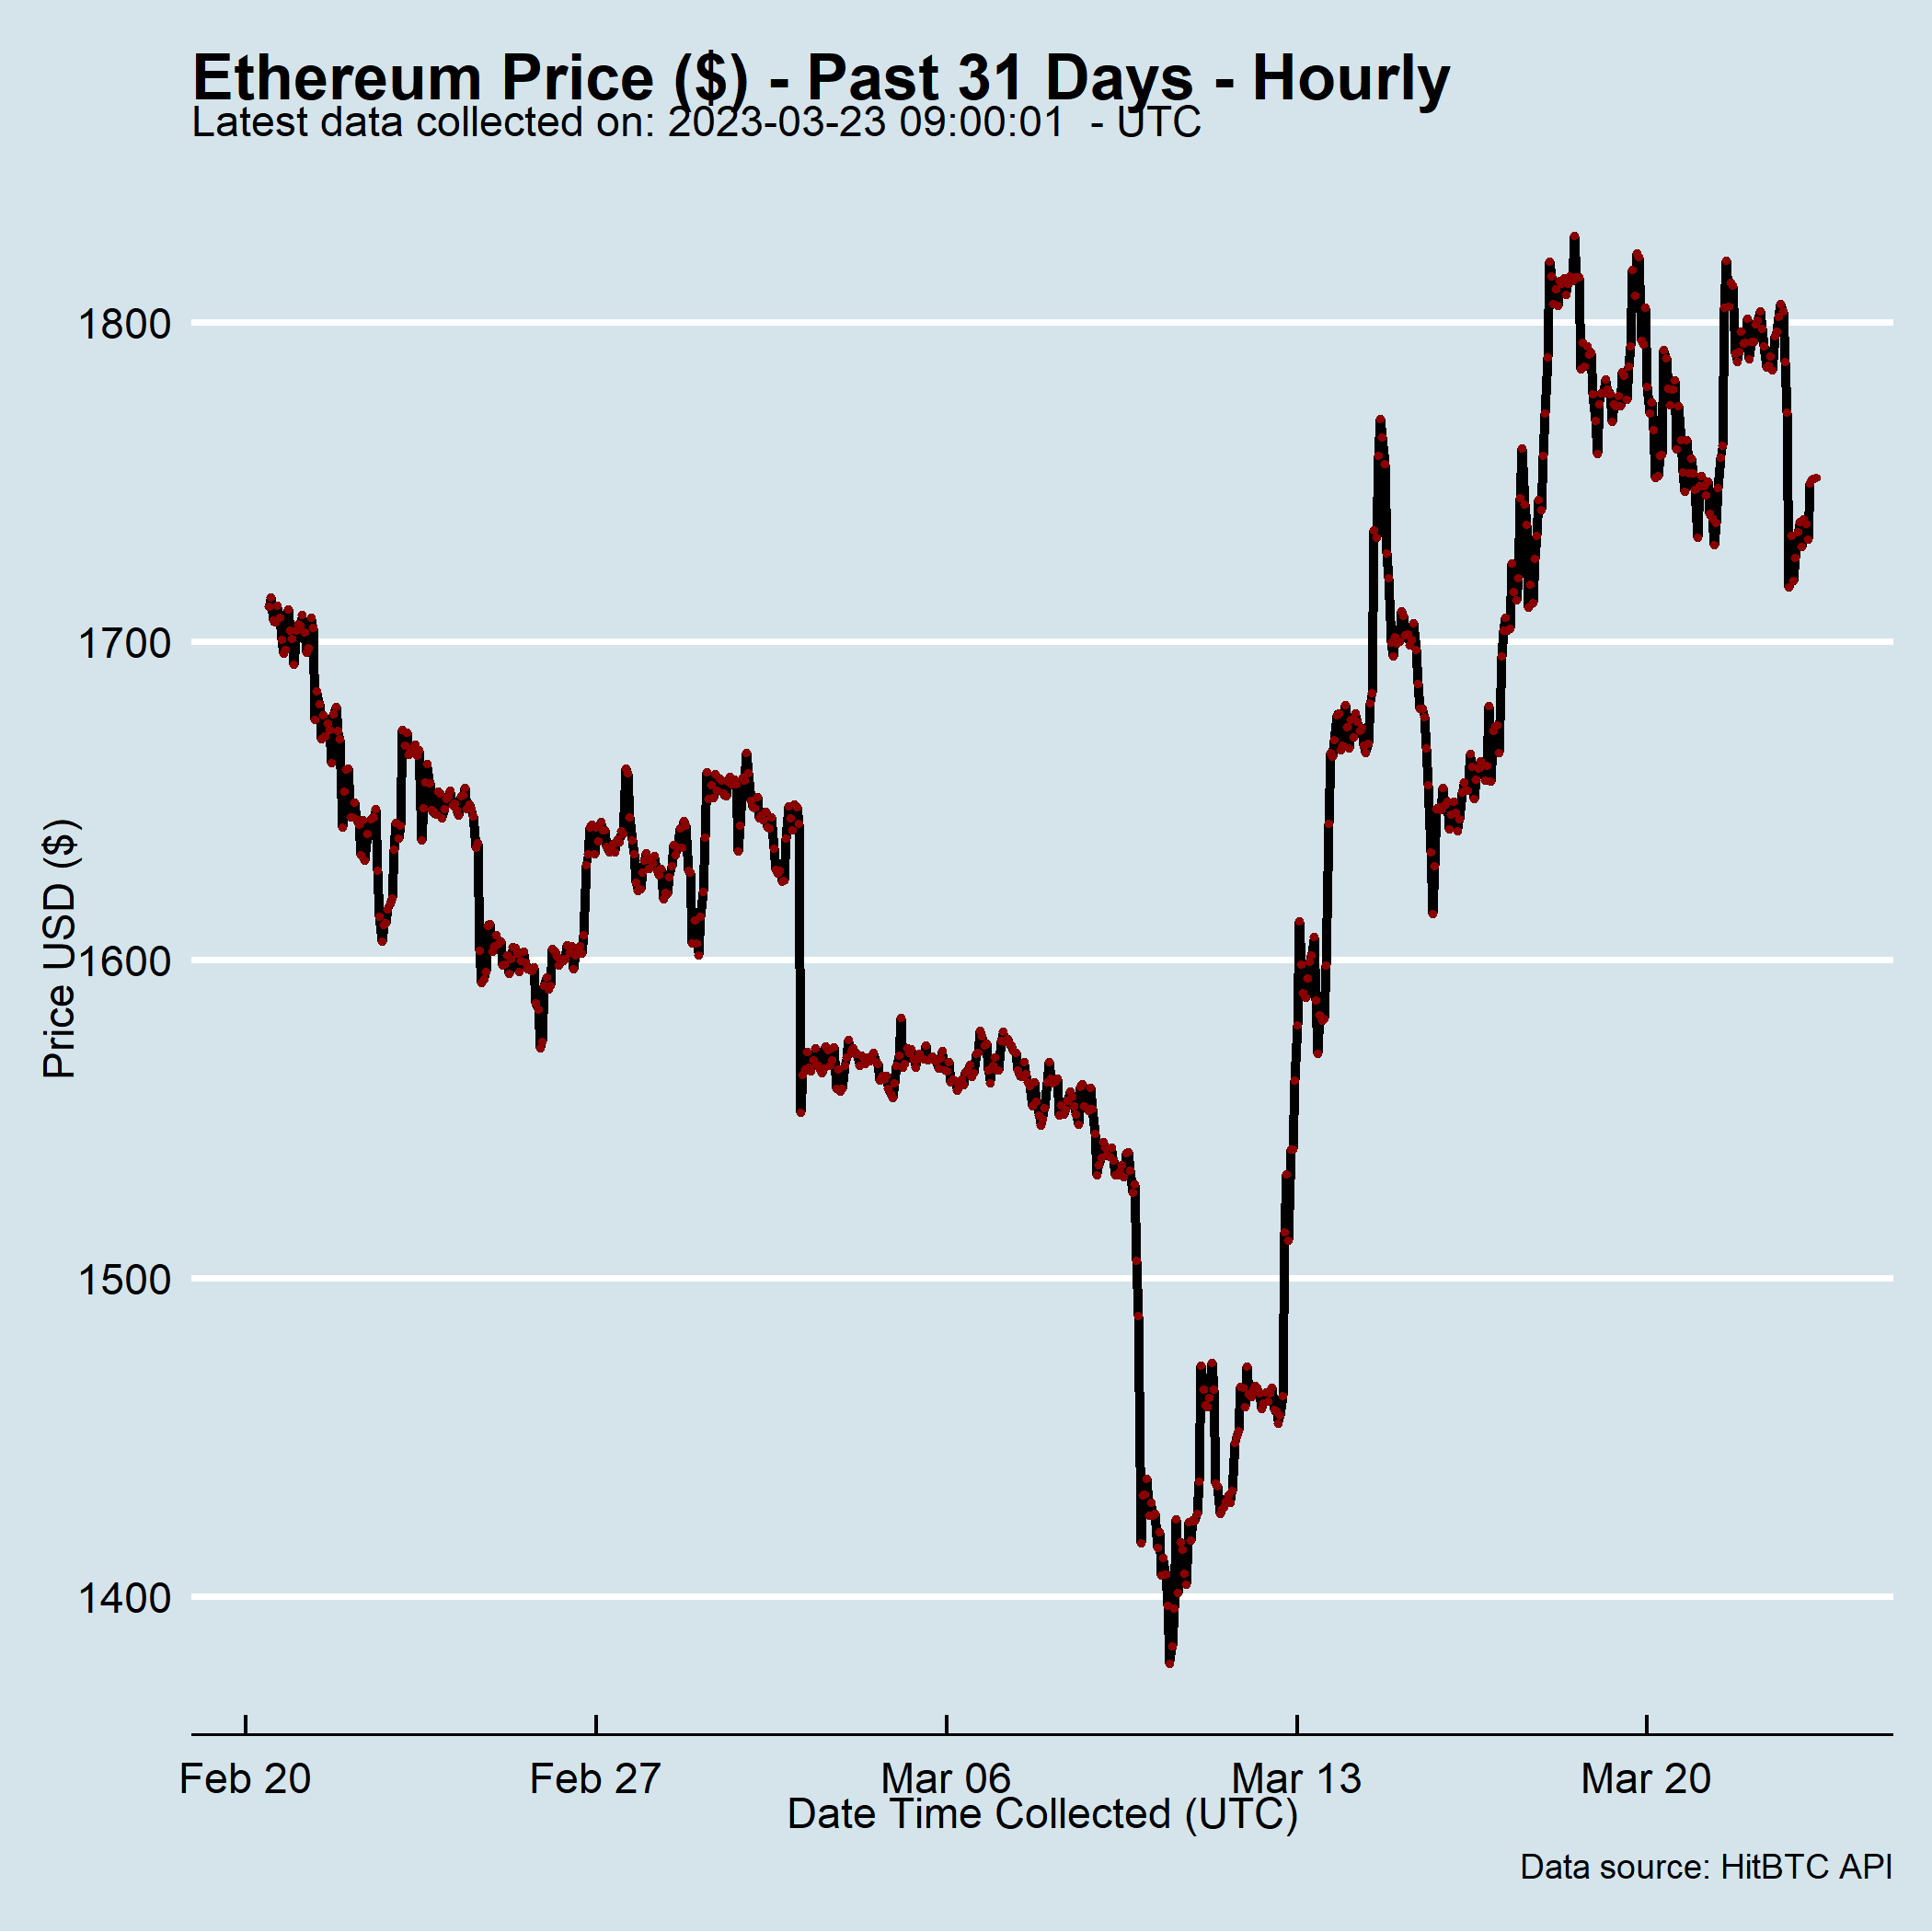 Ethereum Price ($) - Past 31 Days - Hourly
Latest data collected on: 2023-03-23 09:00:01  - UTC
Price USD ($)
1800
1700
1600
1500
1400
Feb 20
Feb 27
Mar 06
Mar 13
Mar 20
Date Time Collected (UTC)
Data source: HitBTC API